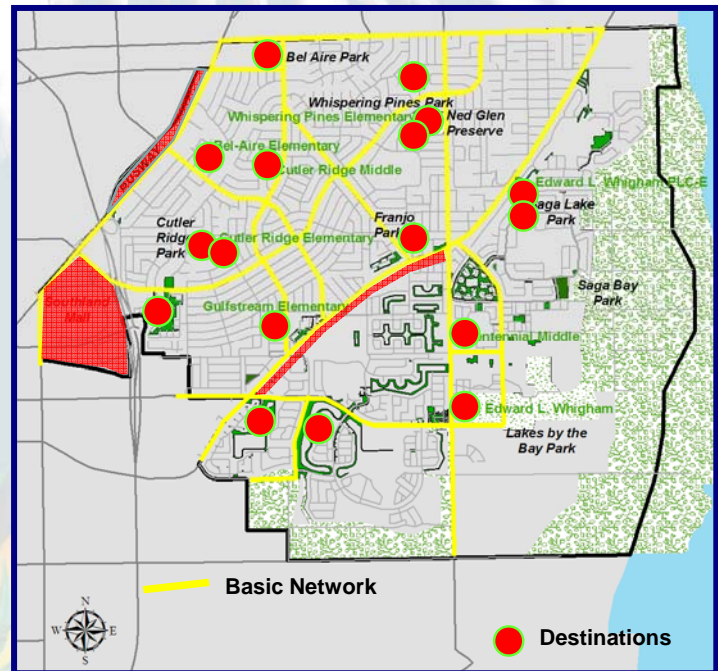 Bel Aire Park
Whispering Pines Park
Whispering Pines Elementary
Ned Glen
Preserve
Bel-Aire Elementary
Cutler Ridge Middle
BUSWAY
Edward L. Whigham PLC-E
Saga Lake
Park
Cutler
Ridge
Park
Cutler Ridge Elementary
Franjo
Park
Saga Bay
Park
Southland
Mall
Gulfstream Elementary
Centennial Middle
Edward L. Whigham
Lakes by the
Bay Park
Basic Network
N
W E
S
Destinations